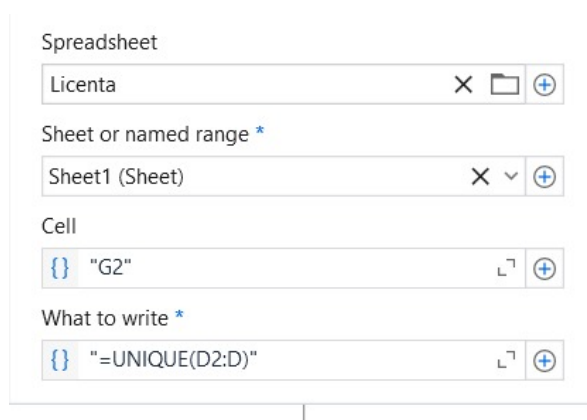 Spreadsheet
Licenta
Sheet or named range *
Sheet1 (Sheet)
Cell
{} "G2"
What to write *
{} "=UNIQUE(D2:D)"